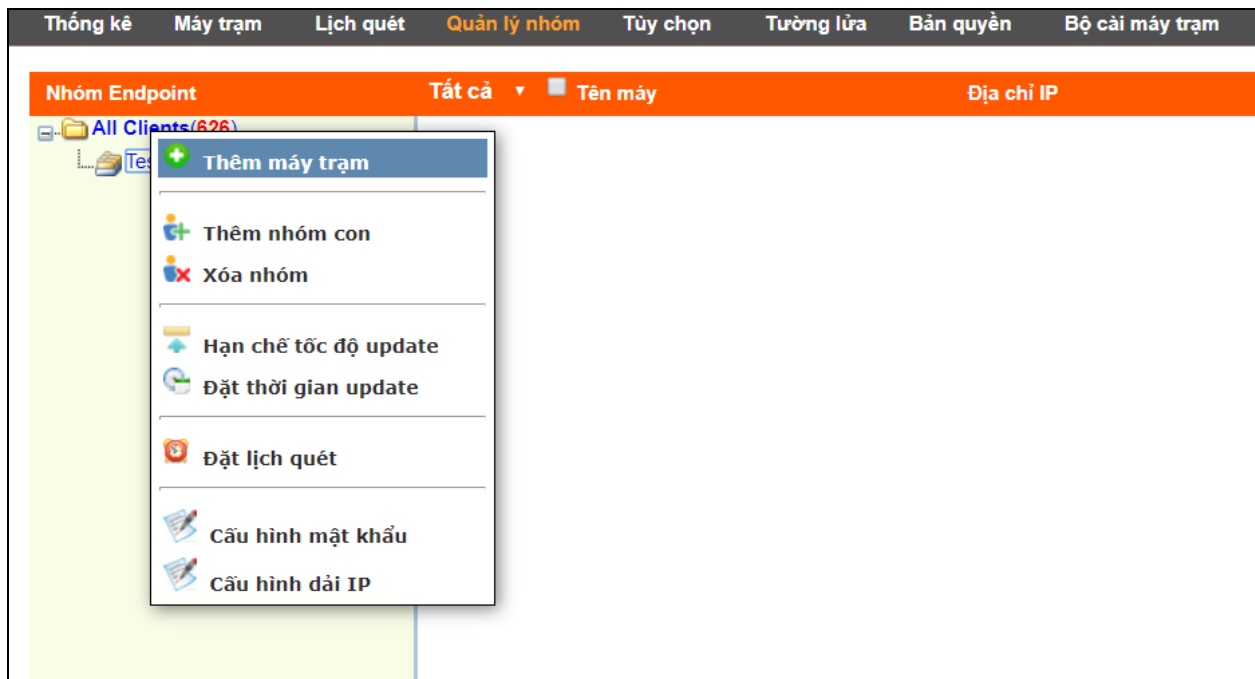 Thống kê Máy trạm Lịch quét Quản lý nhóm Tùy chọn Tường lửa Bản quyền Bộ cài máy trạm
Nhóm Endpoint Tất cả ▼ Tên máy Địa chỉ IP
All Clients(626)
Thêm máy trạm
Thêm nhóm con
Xóa nhóm
Hạn chế tốc độ update
Đặt thời gian update
Đặt lịch quét
Cấu hình mật khẩu
Cấu hình dải IP